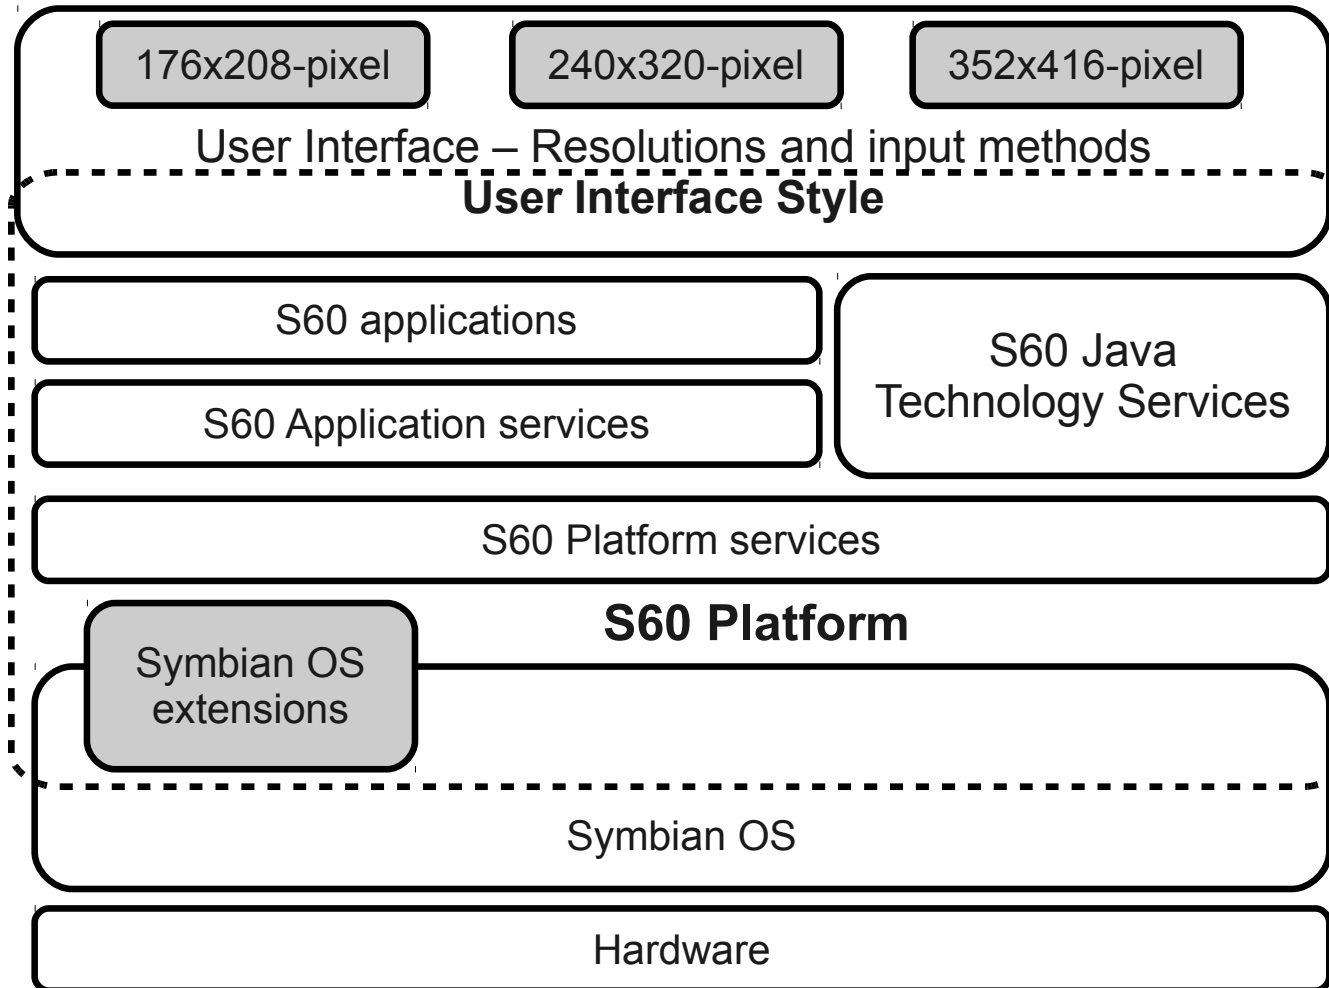 176x208-pixel
240x320-pixel
352x416-pixel
User Interface – Resolutions and input methods
User Interface Style
S60 applications
S60 Java
Technology Services
S60 Application services
S60 Platform services
S60 Platform
Symbian OS
extensions
Symbian OS
Hardware